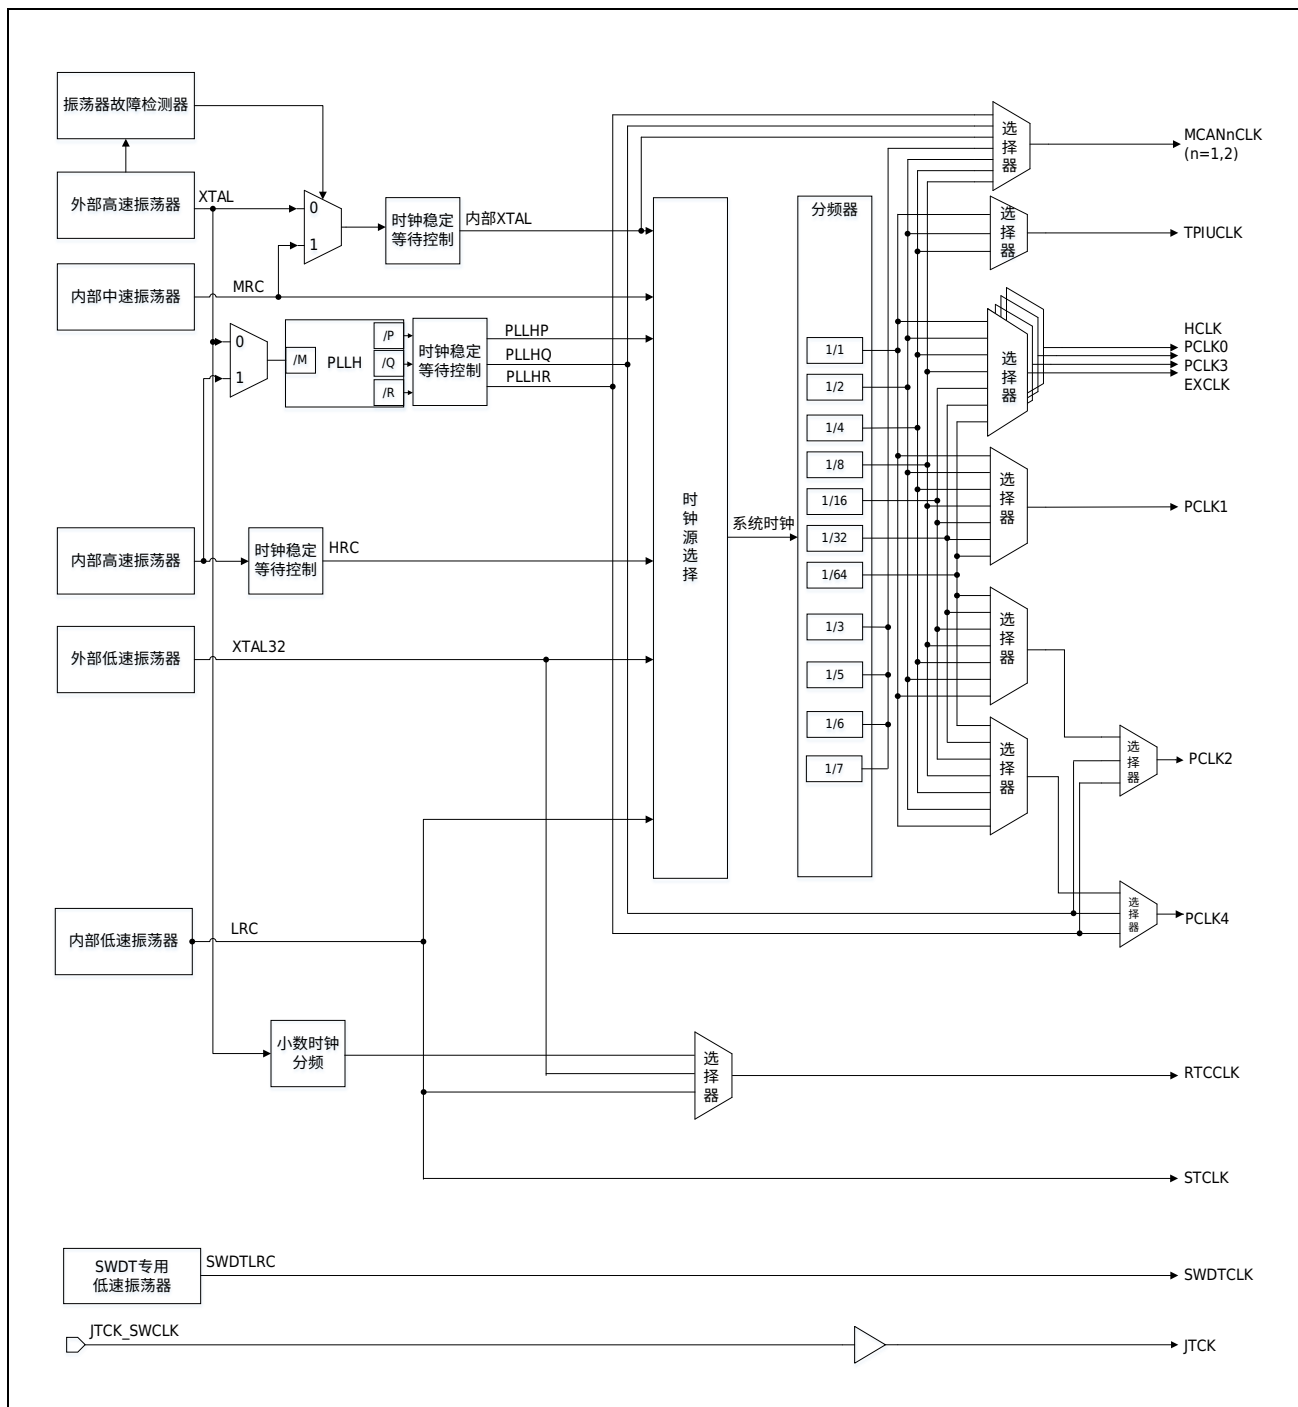 振荡器故障检测器
外部高速振荡器
XTAL
0
1
时钟稳定
等待控制
内部XTAL
内部中速振荡器
MRC
0
1
/M
PLLH
/P
/Q
/R
时钟稳定
等待控制
PLLHP
PLLHQ
PLLHR
内部高速振荡器
时钟稳定
等待控制
HRC
外部低速振荡器
XTAL32
内部低速振荡器
LRC
小数时钟
分频
时
钟
源
选
择
系统时钟
分频器
1/1
1/2
1/4
1/8
1/16
1/32
1/64
1/3
1/5
1/6
1/7
选
择
器
MCANnCLK
(n=1,2)
选
择
器
TPIUCLK
选
择
器
HCLK
PCLK0
PCLK3
EXCLK
选
择
器
PCLK1
选
择
器
选
择
器
选
择
器
PCLK2
选
择
器
PCLK4
选
择
器
RTCCLK
STCLK
SWDT专用
低速振荡器
SWDTLRC
SWDTCLK
JTCK_SWCLK
JTCK